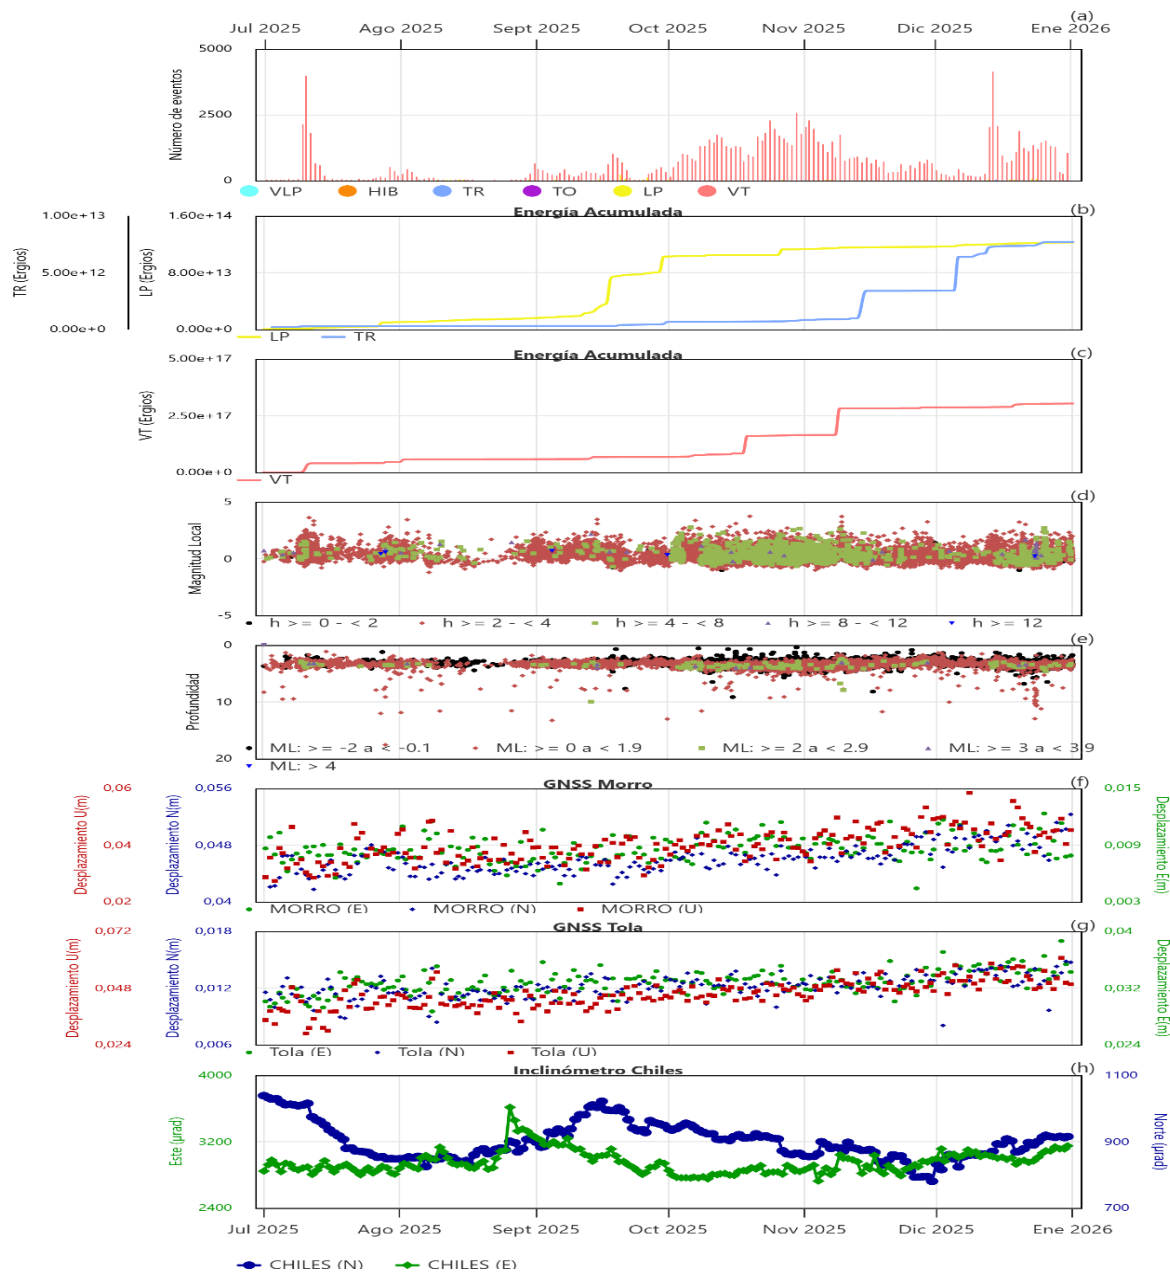 (a)
Jul 2025 Ago 2025 Sept 2025 Oct 2025 Nov 2025 Dic 2025 Ene 2026
5000
2500
0
Número de eventos
VLP HIB TR TO LP VT
Energía Acumulada
(b)
1.00e+13 1.60e+14
5.00e+12 8.00e+13
0.00e+0 0.00e+0
TR (Ergios)
LP (Ergios)
LP TR
Energía Acumulada
(c)
5.00e+17
2.50e+17
0.00e+0
VT (Ergios)
VT
(d)
5
0
-5
Magnitud Local
h >= 0 - < 2 h >= 2 - < 4 h >= 4 - < 8 h >= 8 - < 12 h >= 12
(e)
0
10
20
Profundidad
ML: >= -2 a < -0.1 ML: >= 0 a < 1.9 ML: >= 2 a < 2.9 ML: >= 3 a < 3.9
ML: > 4
GNSS Morro
(f)
0,06 0,056 0,015
0,04 0,048 0,009
0,02 0,04 0,003
Desplazamiento U(m)
Desplazamiento N(m)
Desplazamiento E(m)
MORRO (E) MORRO (N) MORRO (U)
GNSS Tola
(g)
0,072 0,018 0,04
0,048 0,012 0,032
0,024 0,006 0,024
Desplazamiento U(m)
Desplazamiento N(m)
Desplazamiento E(m)
Tola (E) Tola (N) Tola (U)
Inclinómetro Chiles
(h)
4000 1100
3200 900
2400 700
Este (µrad)
Norte (µrad)
Jul 2025 Ago 2025 Sept 2025 Oct 2025 Nov 2025 Dic 2025 Ene 2026
CHILES (N) CHILES (E)